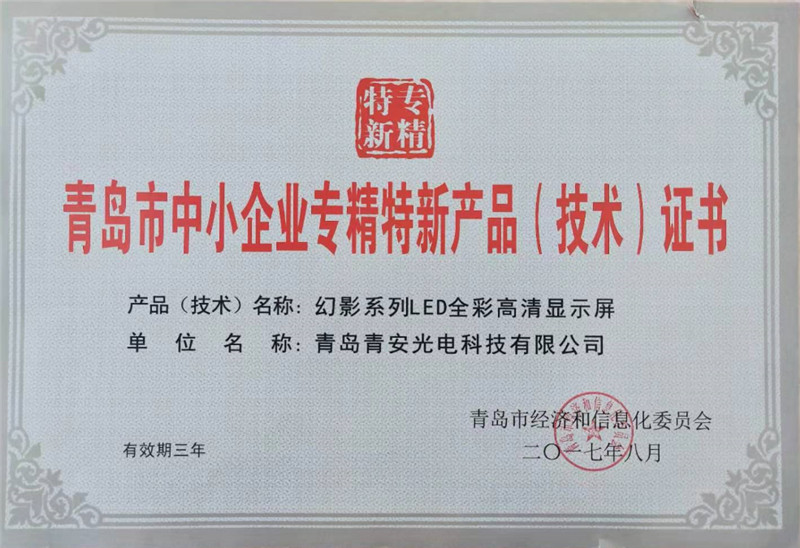 专精
特新
青岛市中小企业专精特新产品（技术）证书
产品（技术）名称：幻影系列LED全彩高清显示屏
单位名称：青岛青安光电科技有限公司
青岛市经济和信息化委员会
有效期三年
二〇一七年八月